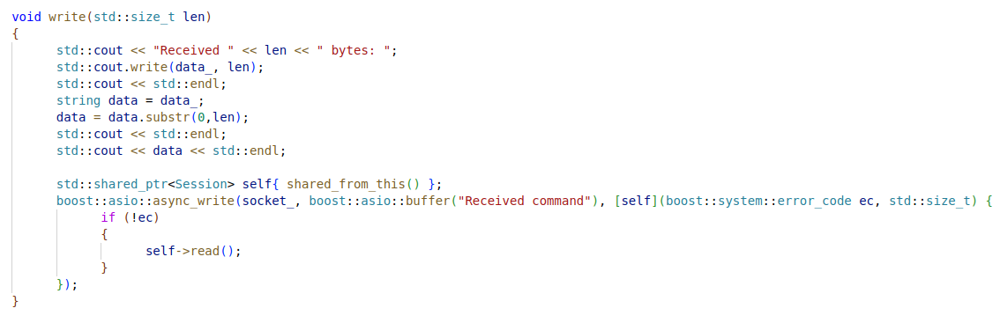 void write(std::size_t len)
{
std::cout << "Received " << len << " bytes: ";
std::cout.write(data_, len);
std::cout << std::endl;
string data = data_;
data = data.substr(0,len);
std::cout << std::endl;
std::cout << data << std::endl;
std::shared_ptr<Session> self{ shared_from_this() };
boost::asio::async_write(socket_, boost::asio::buffer("Received command"), [self](boost::system::error_code ec, std::size_t) {
if (!ec)
{
self->read();
}
});
}